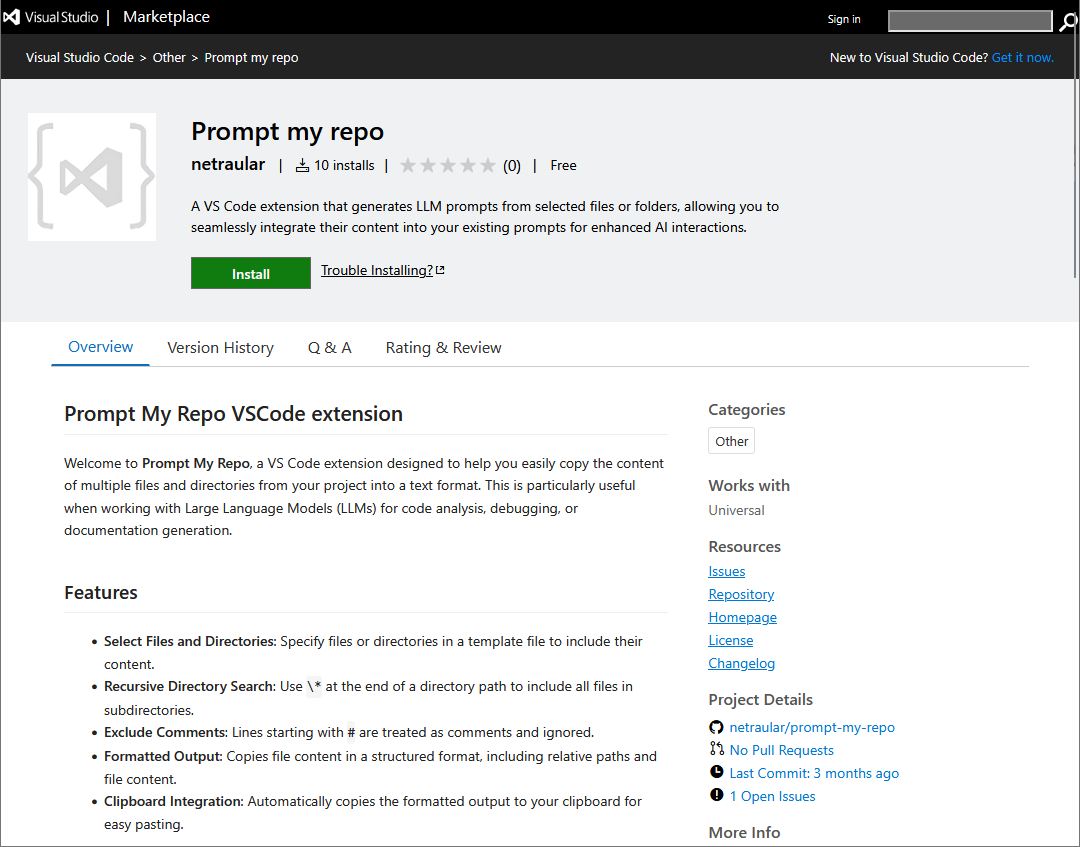 Visual Studio | Marketplace
Sign in
Visual Studio Code > Other > Prompt my repo
New to Visual Studio Code? Get it now.
Prompt my repo
netraular | 10 installs | (0) | Free
A VS Code extension that generates LLM prompts from selected files or folders, allowing you to
seamlessly integrate their content into your existing prompts for enhanced AI interactions.
Install
Trouble Installing?
Overview
Version History
Q & A
Rating & Review
Prompt My Repo VSCode extension
Welcome to Prompt My Repo, a VS Code extension designed to help you easily copy the content
of multiple files and directories from your project into a text format. This is particularly useful
when working with Large Language Models (LLMs) for code analysis, debugging, or
documentation generation.
Features
• Select Files and Directories: Specify files or directories in a template file to include their
content.
• Recursive Directory Search: Use \* at the end of a directory path to include all files in
subdirectories.
• Exclude Comments: Lines starting with # are treated as comments and ignored.
• Formatted Output: Copies file content in a structured format, including relative paths and
file content.
• Clipboard Integration: Automatically copies the formatted output to your clipboard for
easy pasting.
Categories
Other
Works with
Universal
Resources
Issues
Repository
Homepage
License
Changelog
Project Details
netraular/prompt-my-repo
No Pull Requests
Last Commit: 3 months ago
1 Open Issues
More Info